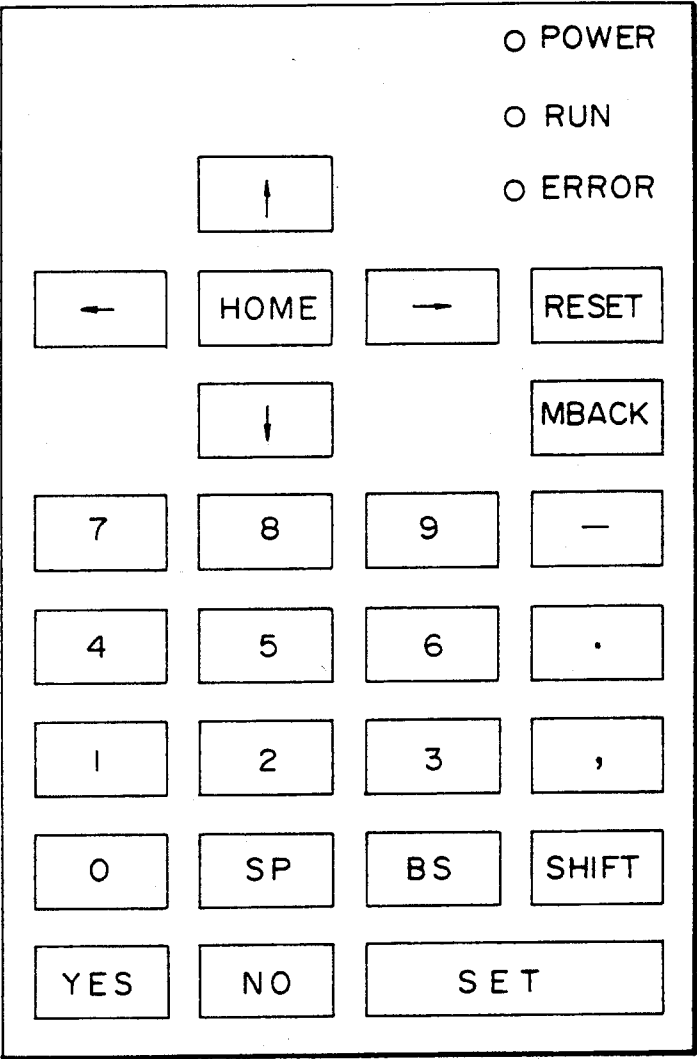 POWER
RUN
ERROR
↑
← HOME → RESET
↓ MBACK
7 8 9 —
4 5 6 .
1 2 3 ,
0 SP BS SHIFT
YES NO SET